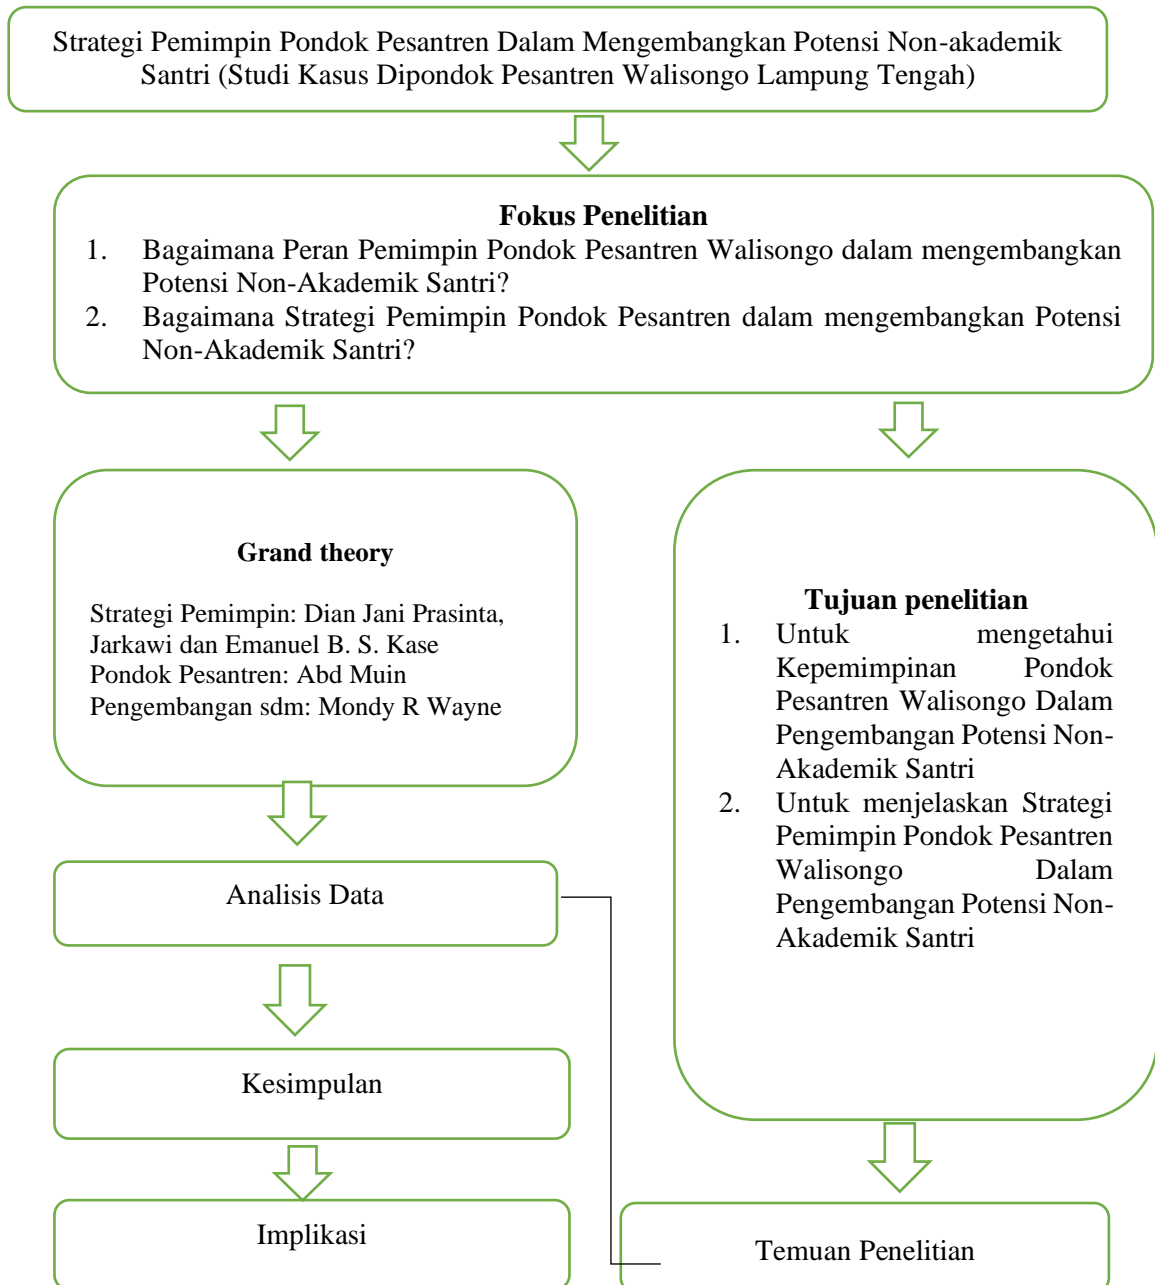 Strategi Pemimpin Pondok Pesantren Dalam Mengembangkan Potensi Non-akademik
Santri (Studi Kasus Dipondok Pesantren Walisongo Lampung Tengah)
Fokus Penelitian
1. Bagaimana Peran Pemimpin Pondok Pesantren Walisongo dalam mengembangkan
Potensi Non-Akademik Santri?
2. Bagaimana Strategi Pemimpin Pondok Pesantren dalam mengembangkan Potensi
Non-Akademik Santri?
Grand theory
Strategi Pemimpin: Dian Jani Prasinta,
Jarkawi dan Emanuel B. S. Kase
Pondok Pesantren: Abd Muin
Pengembangan sdm: Mondy R Wayne
Tujuan penelitian
1. Untuk mengetahui
Kepemimpinan Pondok
Pesantren Walisongo Dalam
Pengembangan Potensi Non-
Akademik Santri
2. Untuk menjelaskan Strategi
Pemimpin Pondok Pesantren
Walisongo Dalam
Pengembangan Potensi Non-
Akademik Santri
Analisis Data
Kesimpulan
Implikasi
Temuan Penelitian